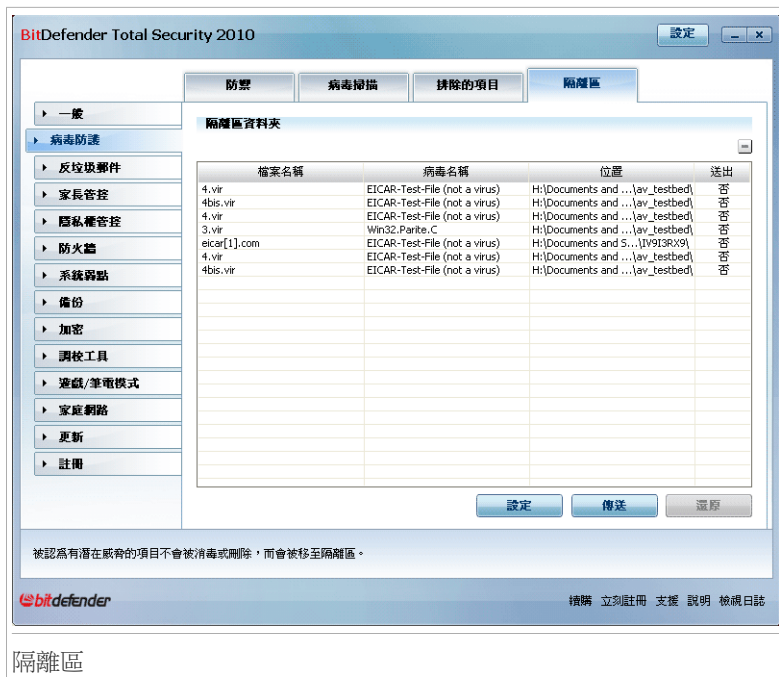 BitDefender Total Security 2010
設定
防禦 病毒掃描 排除的項目 隔離區
一般
病毒防護
反垃圾郵件
家長管控
隱私權管控
防火牆
系統弱點
備份
加密
調校工具
遊戲/筆電模式
家庭網路
更新
註冊
隔離區資料夾
檔案名稱 病毒名稱 位置 送出
4.vir EICAR-Test-File (not a virus) H:\Documents and ...\av_testbed\ 否
4bis.vir EICAR-Test-File (not a virus) H:\Documents and ...\av_testbed\ 否
4.vir EICAR-Test-File (not a virus) H:\Documents and ...\av_testbed\ 否
3.vir Win32.Parite.C H:\Documents and ...\av_testbed\ 否
eicar[1].com EICAR-Test-File (not a virus) H:\Documents and S...\IV9I3RX9\ 否
4.vir EICAR-Test-File (not a virus) H:\Documents and ...\av_testbed\ 否
4bis.vir EICAR-Test-File (not a virus) H:\Documents and ...\av_testbed\ 否
設定 傳送 還原
被認為有潛在威脅的項目不會被消毒或刪除，而會被移至隔離區。
bitdefender
續購 立刻註冊 支援 說明 檢視日誌
隔離區